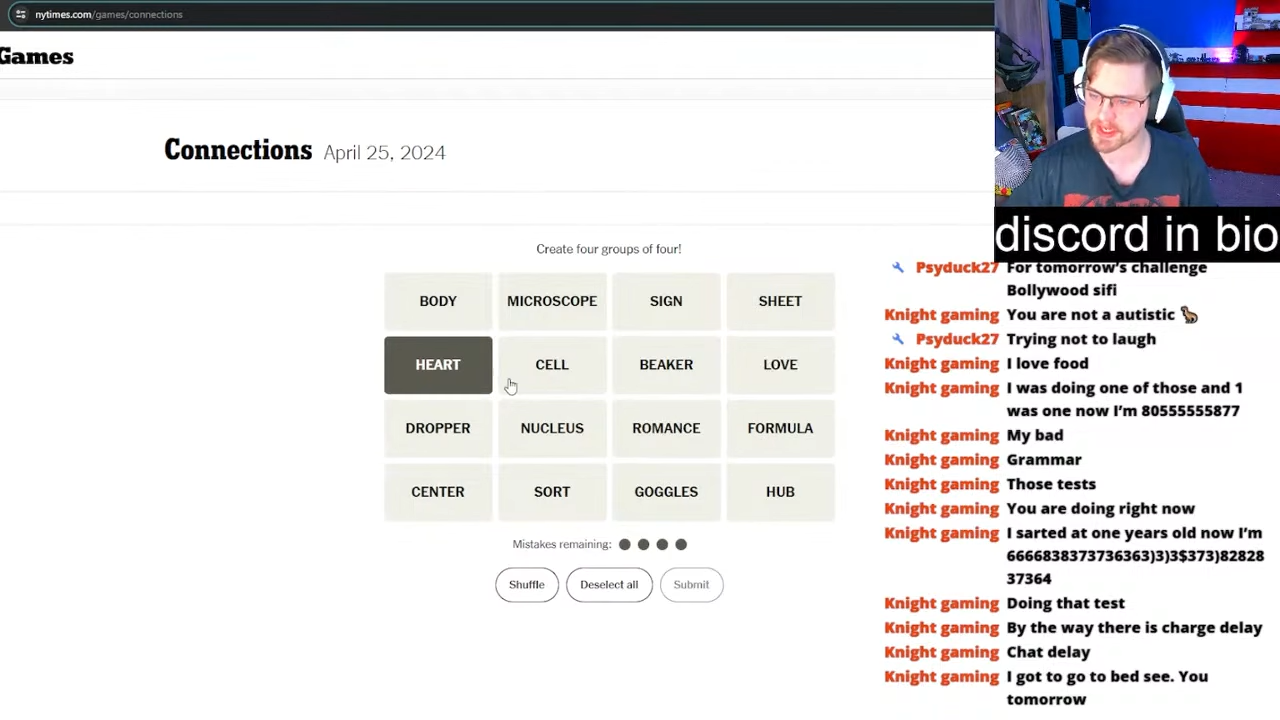 nytimes.com/games/connections
Games
Connections April 25, 2024
Create four groups of four!
BODY MICROSCOPE SIGN SHEET
HEART CELL BEAKER LOVE
DROPPER NUCLEUS ROMANCE FORMULA
CENTER SORT GOGGLES HUB
Mistakes remaining:
Shuffle Deselect all Submit
discord in bio
Psyduck27 For tomorrow's challenge
Bollywood sifi
Knight gaming You are not a autistic 🐆
Psyduck27 Trying not to laugh
Knight gaming I love food
Knight gaming I was doing one of those and 1
was one now I'm 80555555877
Knight gaming My bad
Knight gaming Grammar
Knight gaming Those tests
Knight gaming You are doing right now
Knight gaming I sarted at one years old now I'm
6666838373736363)3)3$373)82828
37364
Knight gaming Doing that test
Knight gaming By the way there is charge delay
Knight gaming Chat delay
Knight gaming I got to go to bed see. You
tomorrow